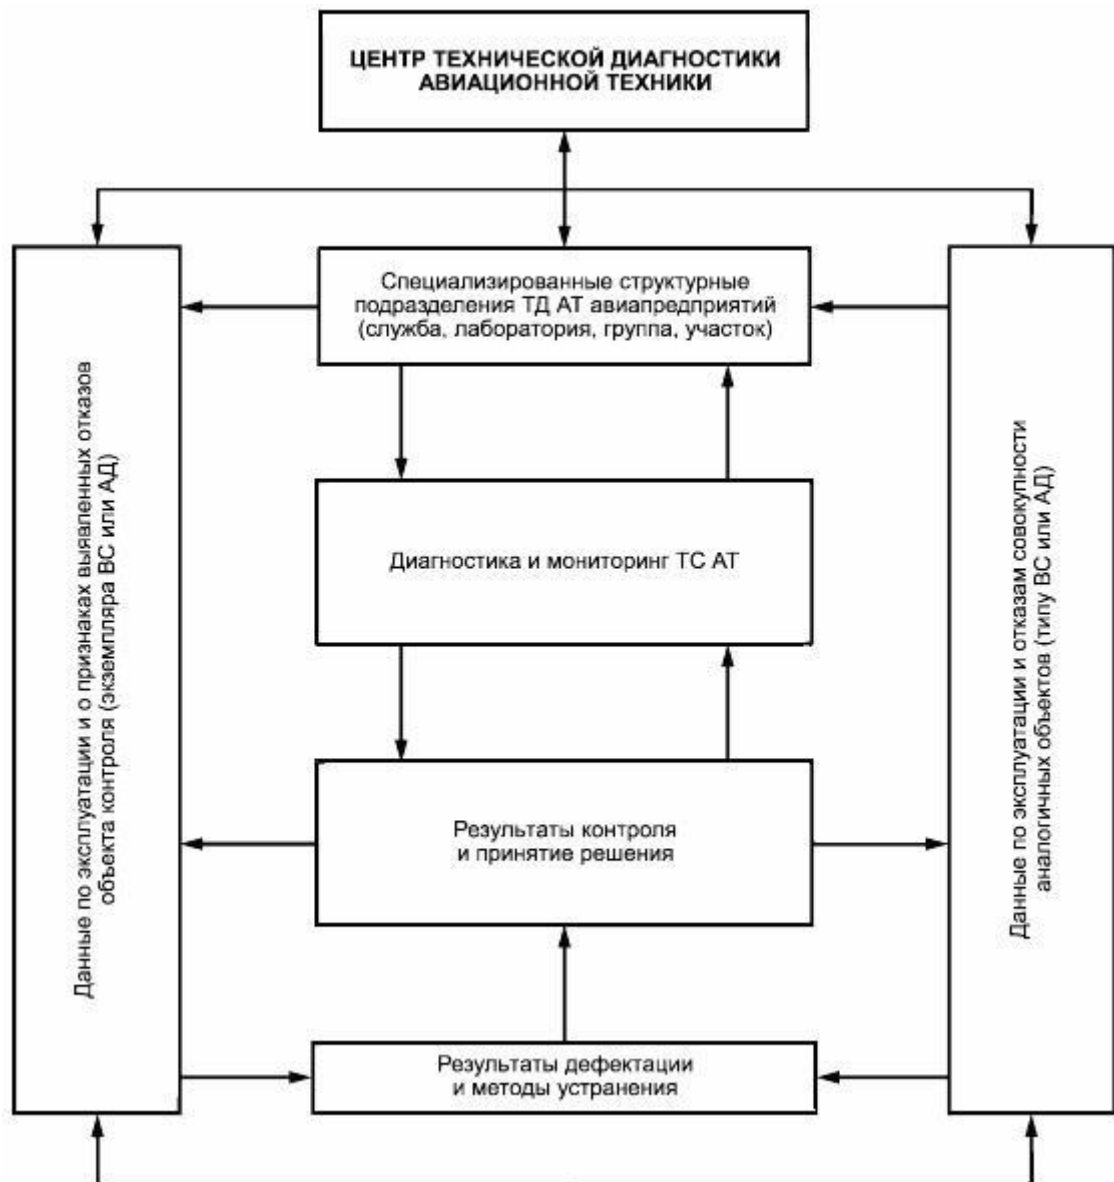 ЦЕНТР ТЕХНИЧЕСКОЙ ДИАГНОСТИКИ
АВИАЦИОННОЙ ТЕХНИКИ
Специализированные структурные
подразделения ТД АТ авиапредприятий
(служба, лаборатория, группа, участок)
Данные по эксплуатации и о признаках выявленных отказов
объекта контроля (экземпляра ВС или АД)
Диагностика и мониторинг ТС АТ
Данные по эксплуатации и отказам совокупности
аналогичных объектов (типу ВС или АД)
Результаты контроля
и принятие решения
Результаты дефектации
и методы устранения